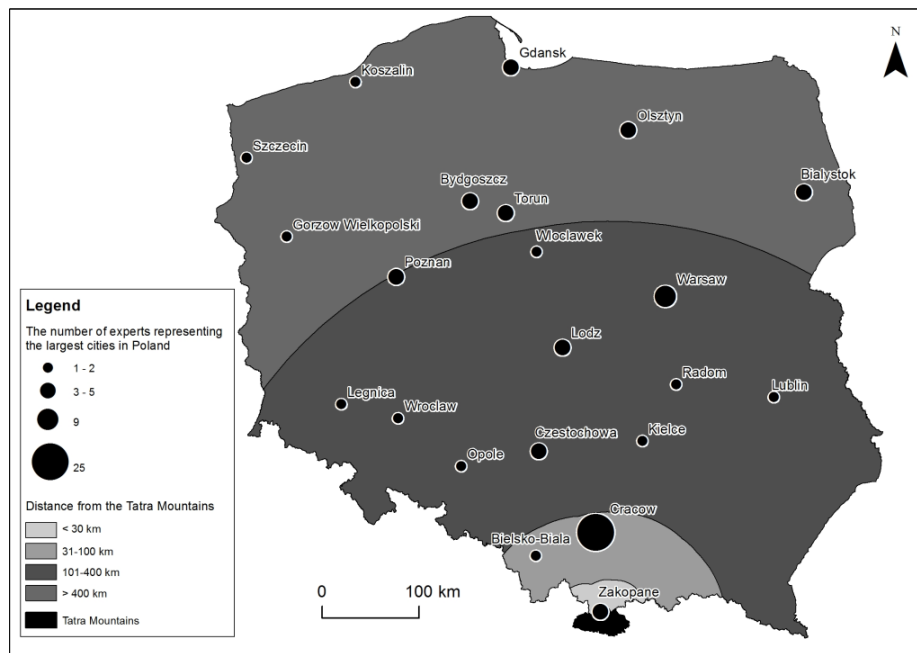 N
Gdansk
Koszalin
Olsztyn
Szczecin
Bialystok
Bydgoszcz
Torun
Gorzow Wielkopolski
Wloclawek
Poznan
Warsaw
Lodz
Radom
Lublin
Legnica
Wroclaw
Kielce
Czestochowa
Opole
Cracow
Bielsko-Biala
Zakopane
Legend
The number of experts representing
the largest cities in Poland
1 - 2
3 - 5
9
25
Distance from the Tatra Mountains
< 30 km
31-100 km
101-400 km
> 400 km
Tatra Mountains
0 100 km